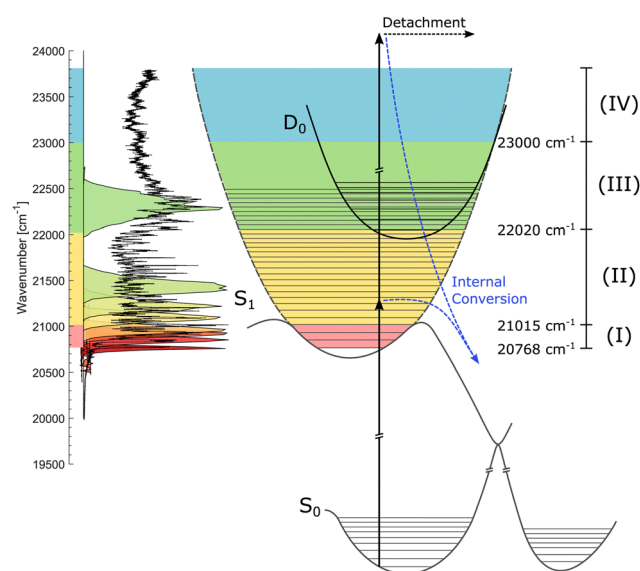 Detachment
24000
23500
23000
22500
22000
21500
21000
20500
20000
19500
Wavenumber [cm⁻¹]
D₀
S₁
S₀
Internal
Conversion
23000 cm⁻¹
22020 cm⁻¹
21015 cm⁻¹
20768 cm⁻¹
(IV)
(III)
(II)
(I)